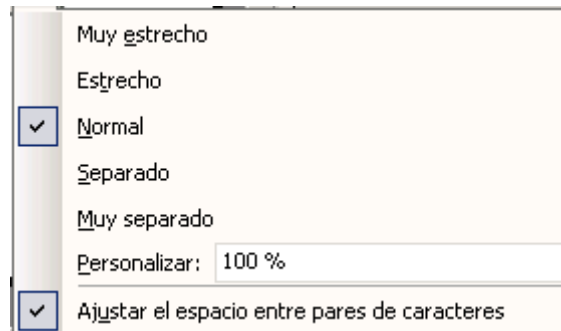 Muy estrecho
Estrecho
Normal
Separado
Muy separado
Personalizar: 100 %
Ajustar el espacio entre pares de caracteres